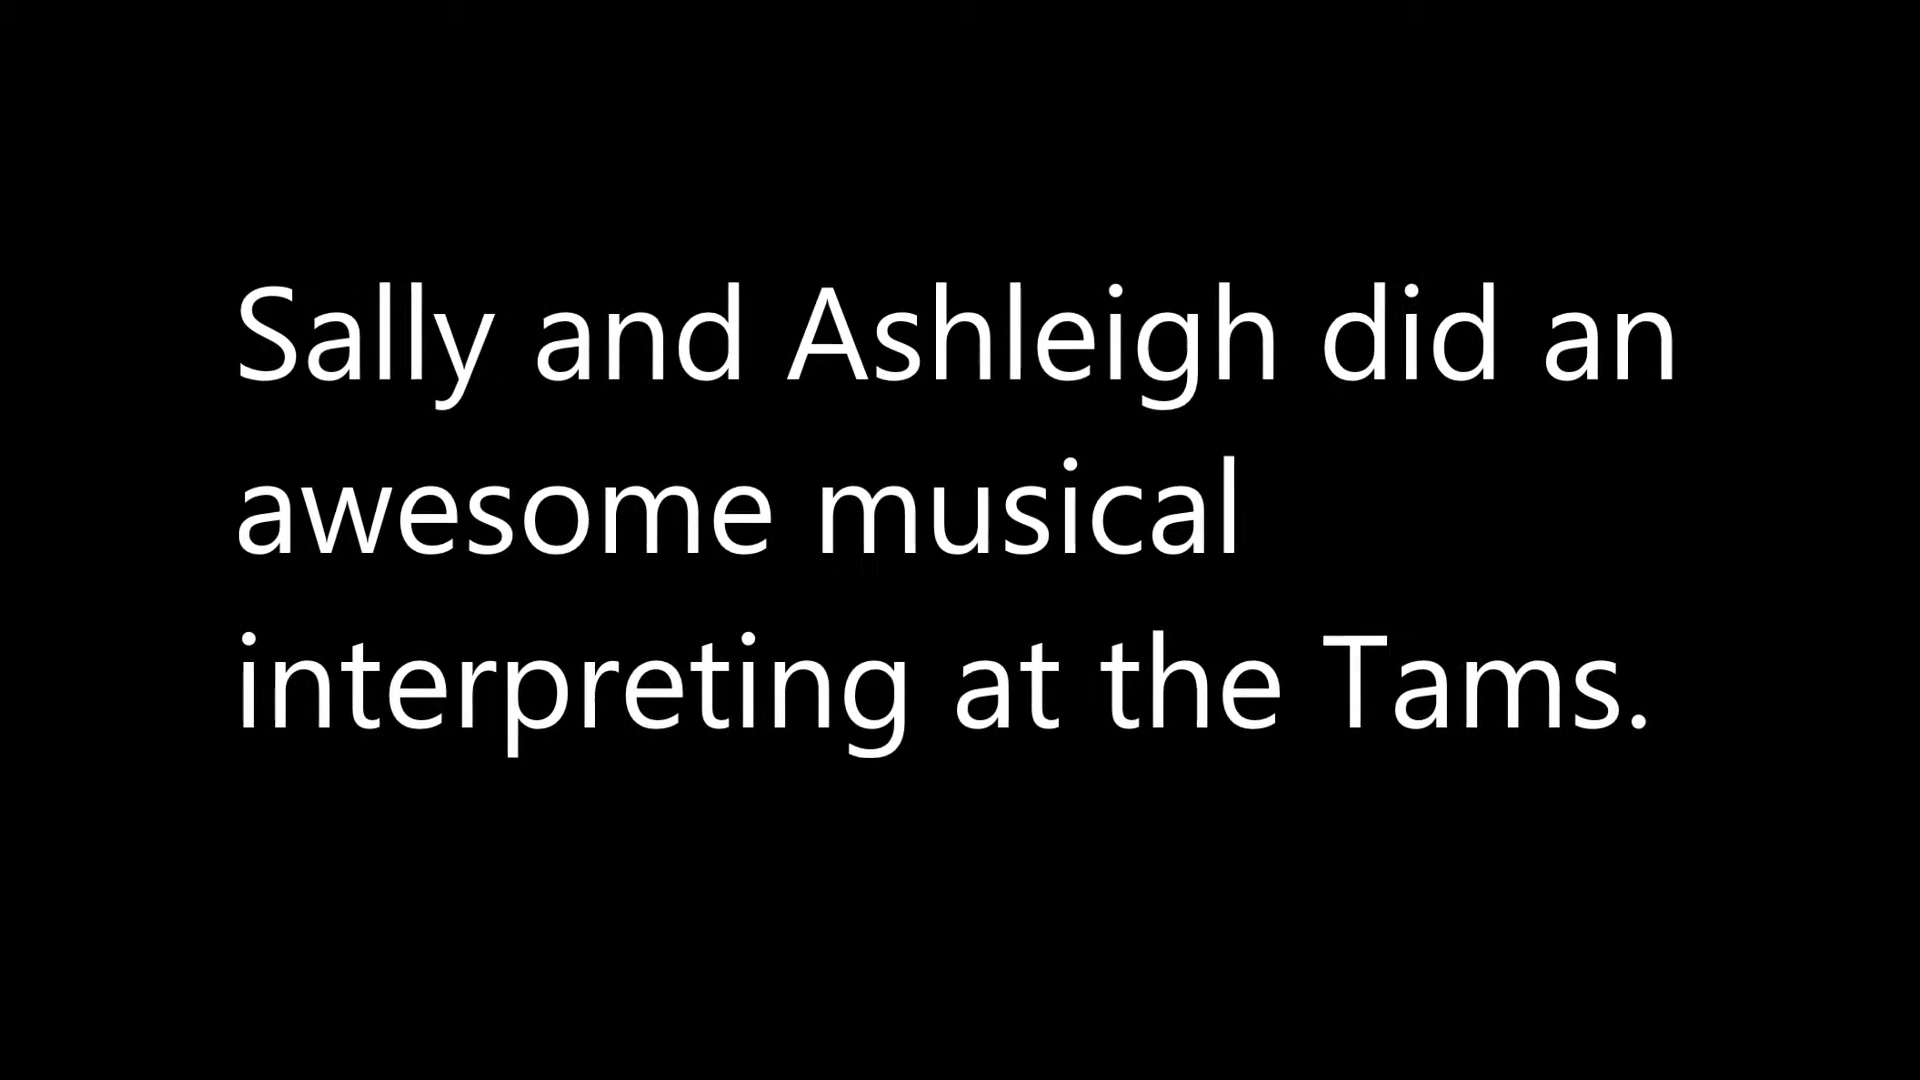 Sally and Ashleigh did an
awesome musical
interpreting at the Tams.